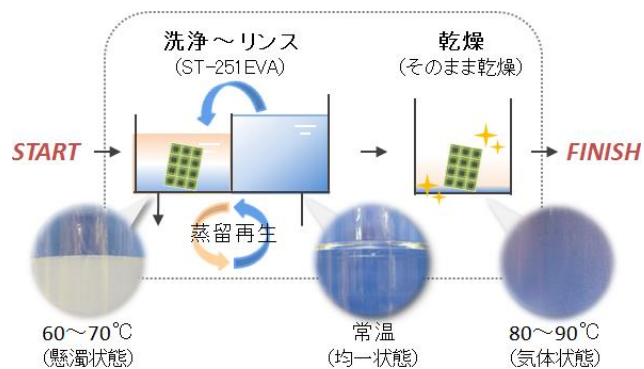 洗浄～リンス
(ST-251EVA)
乾燥
(そのまま乾燥)
START
FINISH
蒸留再生
60～70℃
(懸濁状態)
常温
(均一状態)
80～90℃
(気体状態)